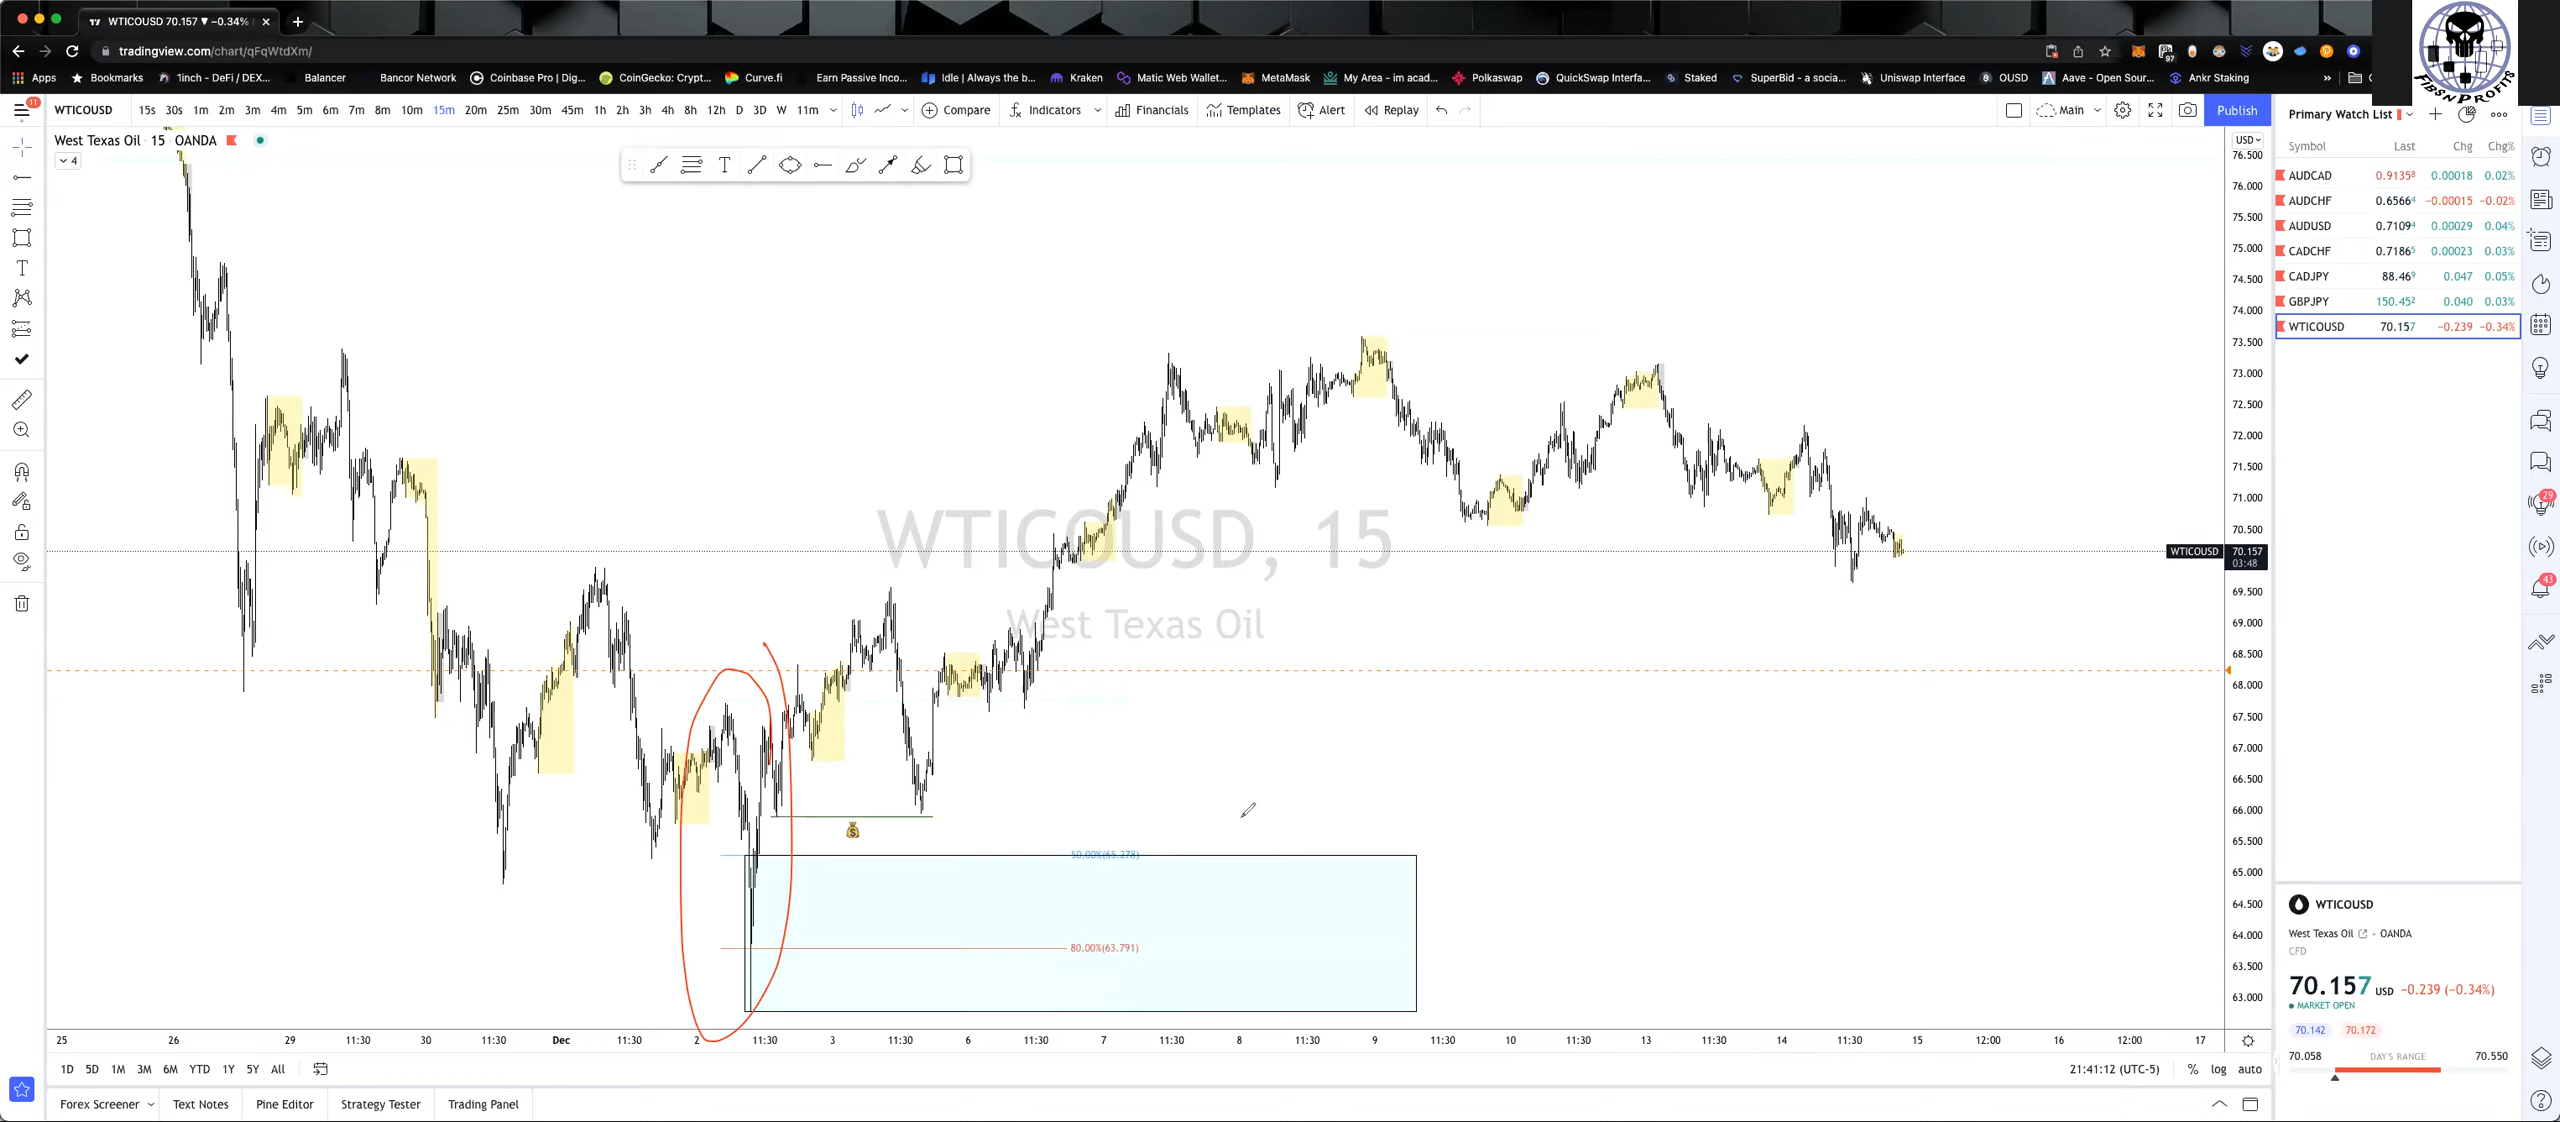 WTICOUSD 70.157 ▼ −0.34%
tradingview.com/chart/qFqWtdXm/
Apps Bookmarks 1inch - DeFi / DEX... Balancer Bancor Network Coinbase Pro | Dig... CoinGecko: Crypt... Curve.fi Earn Passive Inco... Idle | Always the b... Kraken Matic Web Wallet... MetaMask My Area - im acad... Polkaswap QuickSwap Interfa... Staked SuperBid - a socia... Uniswap Interface OUSD Aave - Open Sour... Ankr Staking »
FIBSNPROFITS
11 WTICOUSD 15s 30s 1m 2m 3m 4m 5m 6m 7m 8m 10m 15m 20m 25m 30m 45m 1h 2h 3h 4h 8h 12h D 3D W 11m Compare Indicators Financials Templates Alert Replay Main Publish
West Texas Oil · 15 · OANDA
4
USD
76.500
76.000
75.500
75.000
74.500
74.000
73.500
73.000
72.500
72.000
71.500
71.000
70.500
WTICOUSD 70.157
03:48
69.500
69.000
68.500
68.000
67.500
67.000
66.500
66.000
65.500
65.000
64.500
64.000
63.500
63.000
WTICOUSD, 15
West Texas Oil
50.00%(65.278)
80.00%(63.791)
25 26 29 11:30 30 11:30 Dec 11:30 2 11:30 3 11:30 6 11:30 7 11:30 8 11:30 9 11:30 10 11:30 13 11:30 14 11:30 15 12:00 16 12:00 17
1D 5D 1M 3M 6M YTD 1Y 5Y All
21:41:12 (UTC-5) % log auto
Forex Screener Text Notes Pine Editor Strategy Tester Trading Panel
Primary Watch List
Symbol Last Chg Chg%
AUDCAD 0.91358 0.00018 0.02%
AUDCHF 0.65664 −0.00015 −0.02%
AUDUSD 0.71094 0.00029 0.04%
CADCHF 0.71865 0.00023 0.03%
CADJPY 88.469 0.047 0.05%
GBPJPY 150.452 0.040 0.03%
WTICOUSD 70.157 −0.239 −0.34%
29
43
WTICOUSD
West Texas Oil · OANDA
CFD
70.157 USD −0.239 (−0.34%)
MARKET OPEN
70.142 70.172
70.058 DAY'S RANGE 70.550